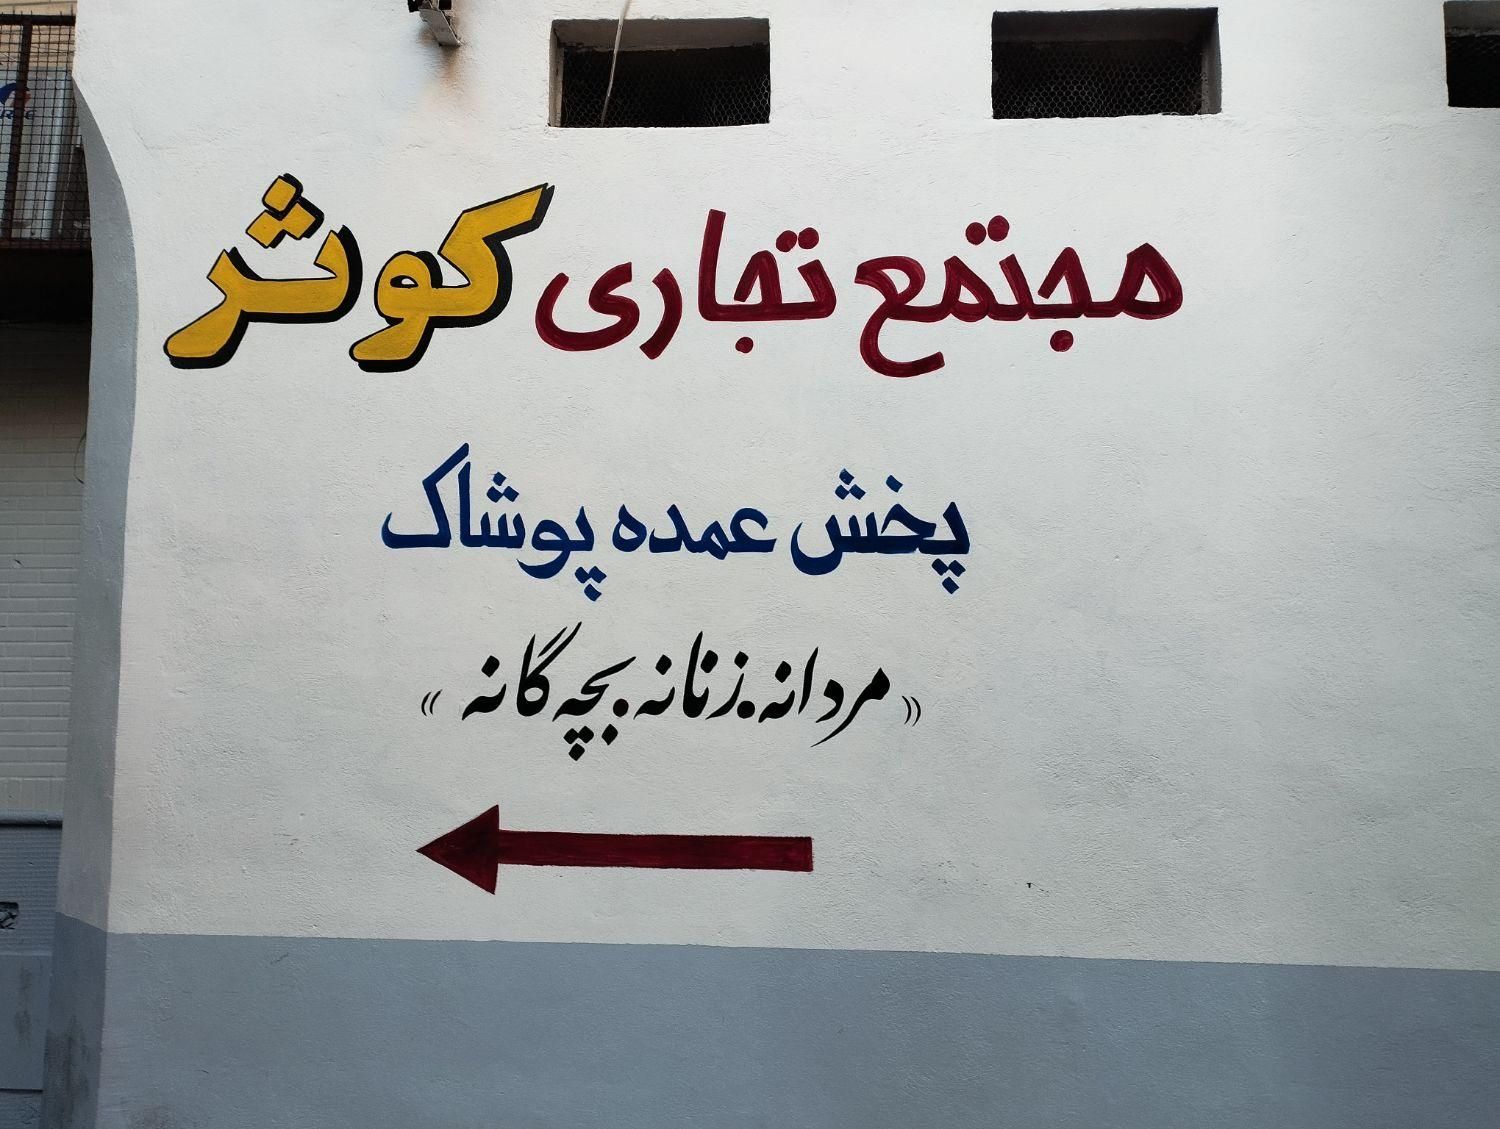 مجتمع تجاری کوثر
پخش عمده پوشاک
«مردانه.زنانه.بچه گانه»